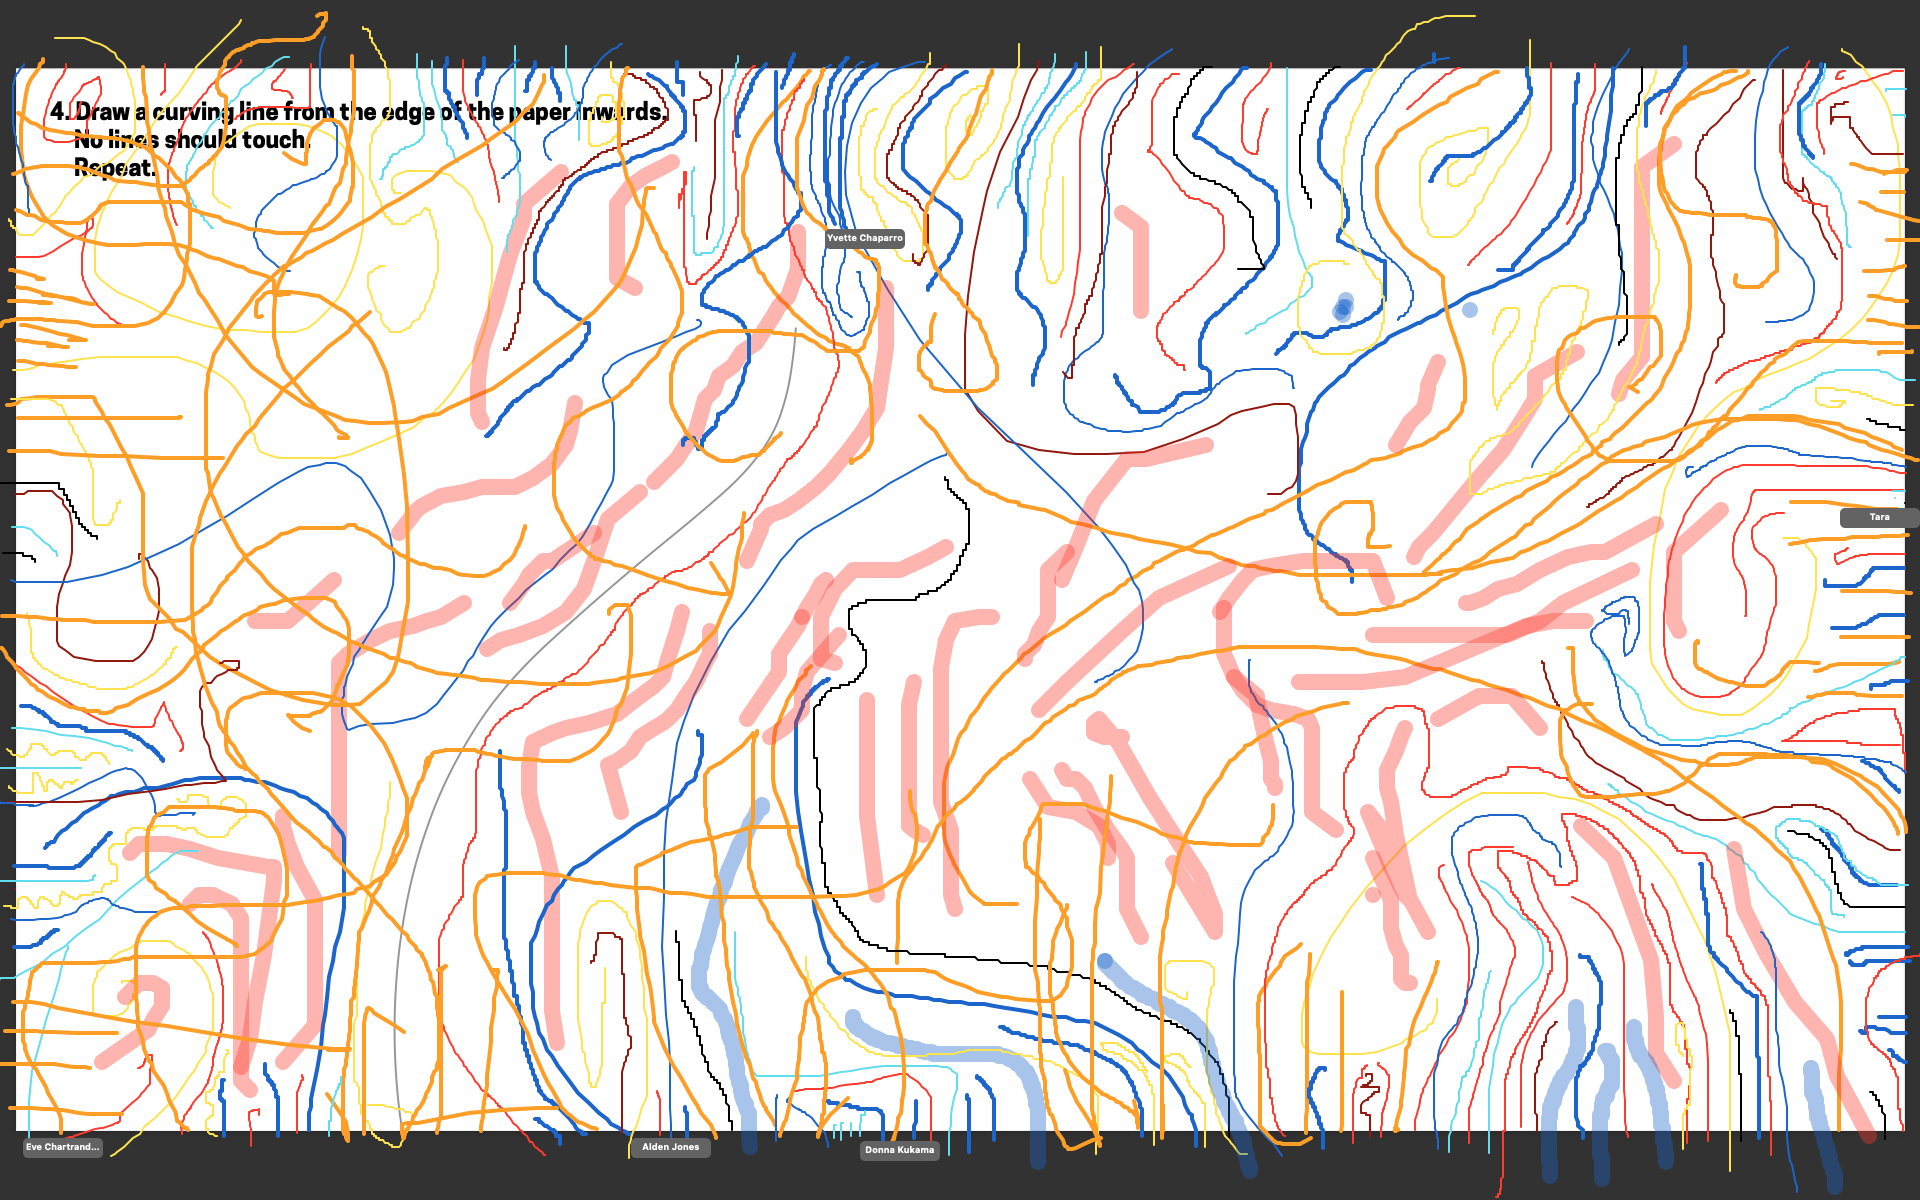 4. Draw a curving line from the edge of the paper inwards.
No lines should touch.
Repeat.
Yvette Chaparro
Tara
Eve Chartrand...
Alden Jones
Donna Kukama